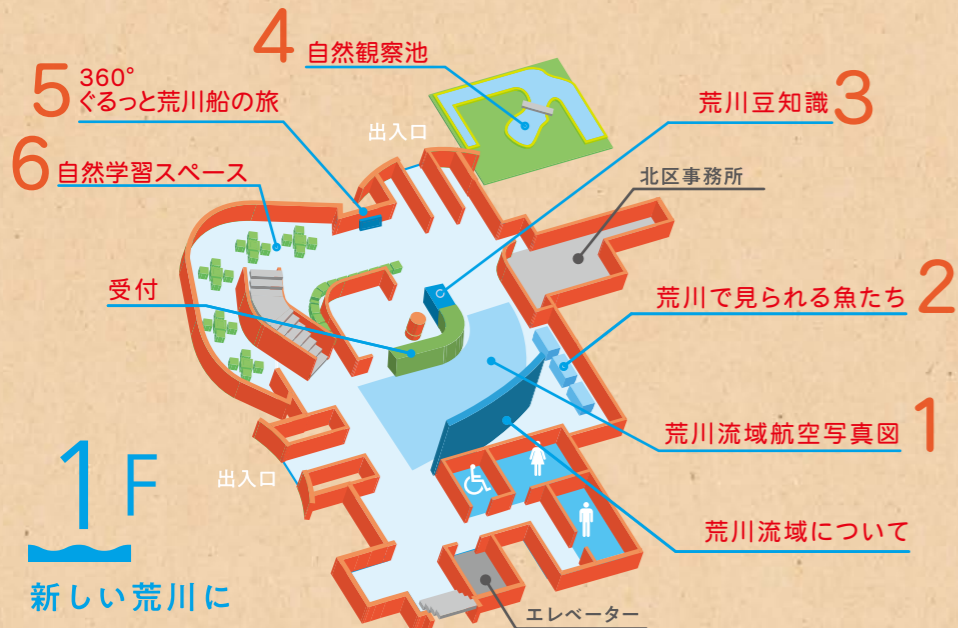 4 自然観察池
5 360°
ぐるっと荒川船の旅
荒川豆知識 3
出入口
6 自然学習スペース
北区事務所
受付
荒川で見られる魚たち 2
荒川流域航空写真図 1
出入口
1F
荒川流域について
新しい荒川に
エレベーター